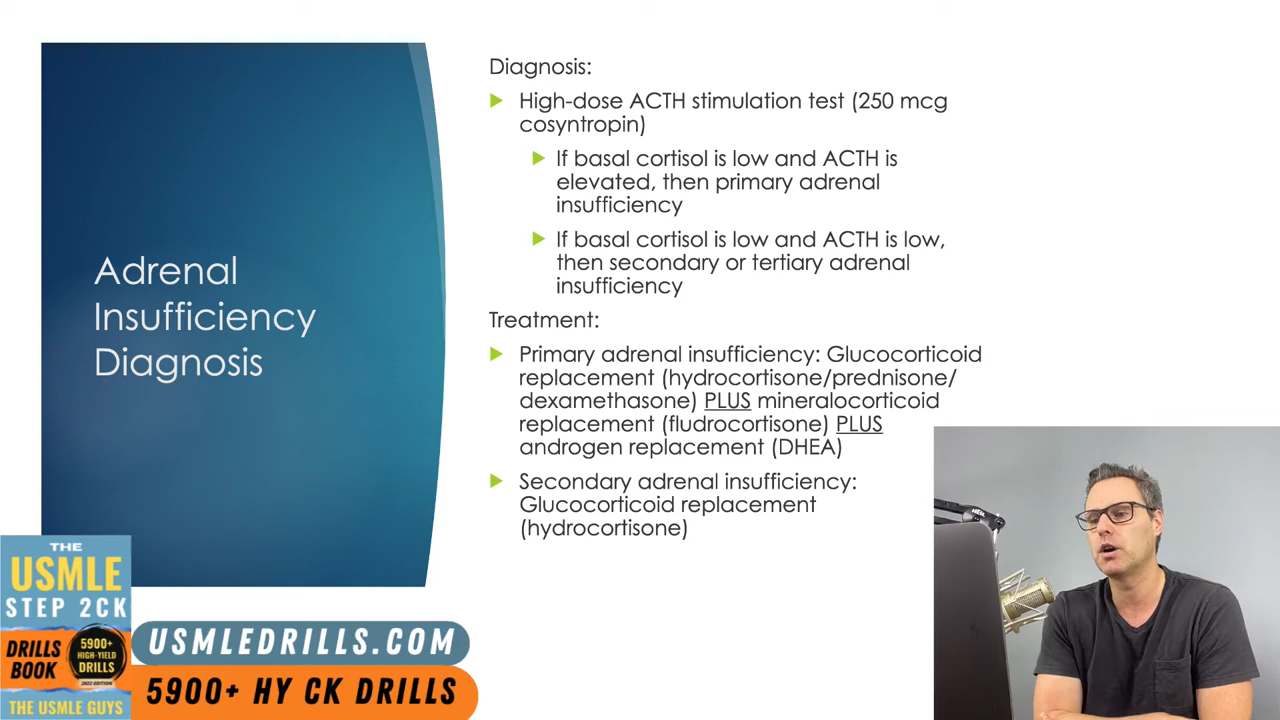 Adrenal
Insufficiency
Diagnosis
Diagnosis:
High-dose ACTH stimulation test (250 mcg
cosyntropin)
If basal cortisol is low and ACTH is
elevated, then primary adrenal
insufficiency
If basal cortisol is low and ACTH is low,
then secondary or tertiary adrenal
insufficiency
Treatment:
Primary adrenal insufficiency: Glucocorticoid
replacement (hydrocortisone/prednisone/
dexamethasone) PLUS mineralocorticoid
replacement (fludrocortisone) PLUS
androgen replacement (DHEA)
Secondary adrenal insufficiency:
Glucocorticoid replacement
(hydrocortisone)
THE
USMLE
STEP 2CK
DRILLS
BOOK
5900+
HIGH-YIELD
DRILLS
2022 EDITION
THE USMLE GUYS
USMLEDRILLS.COM
5900+ HY CK DRILLS